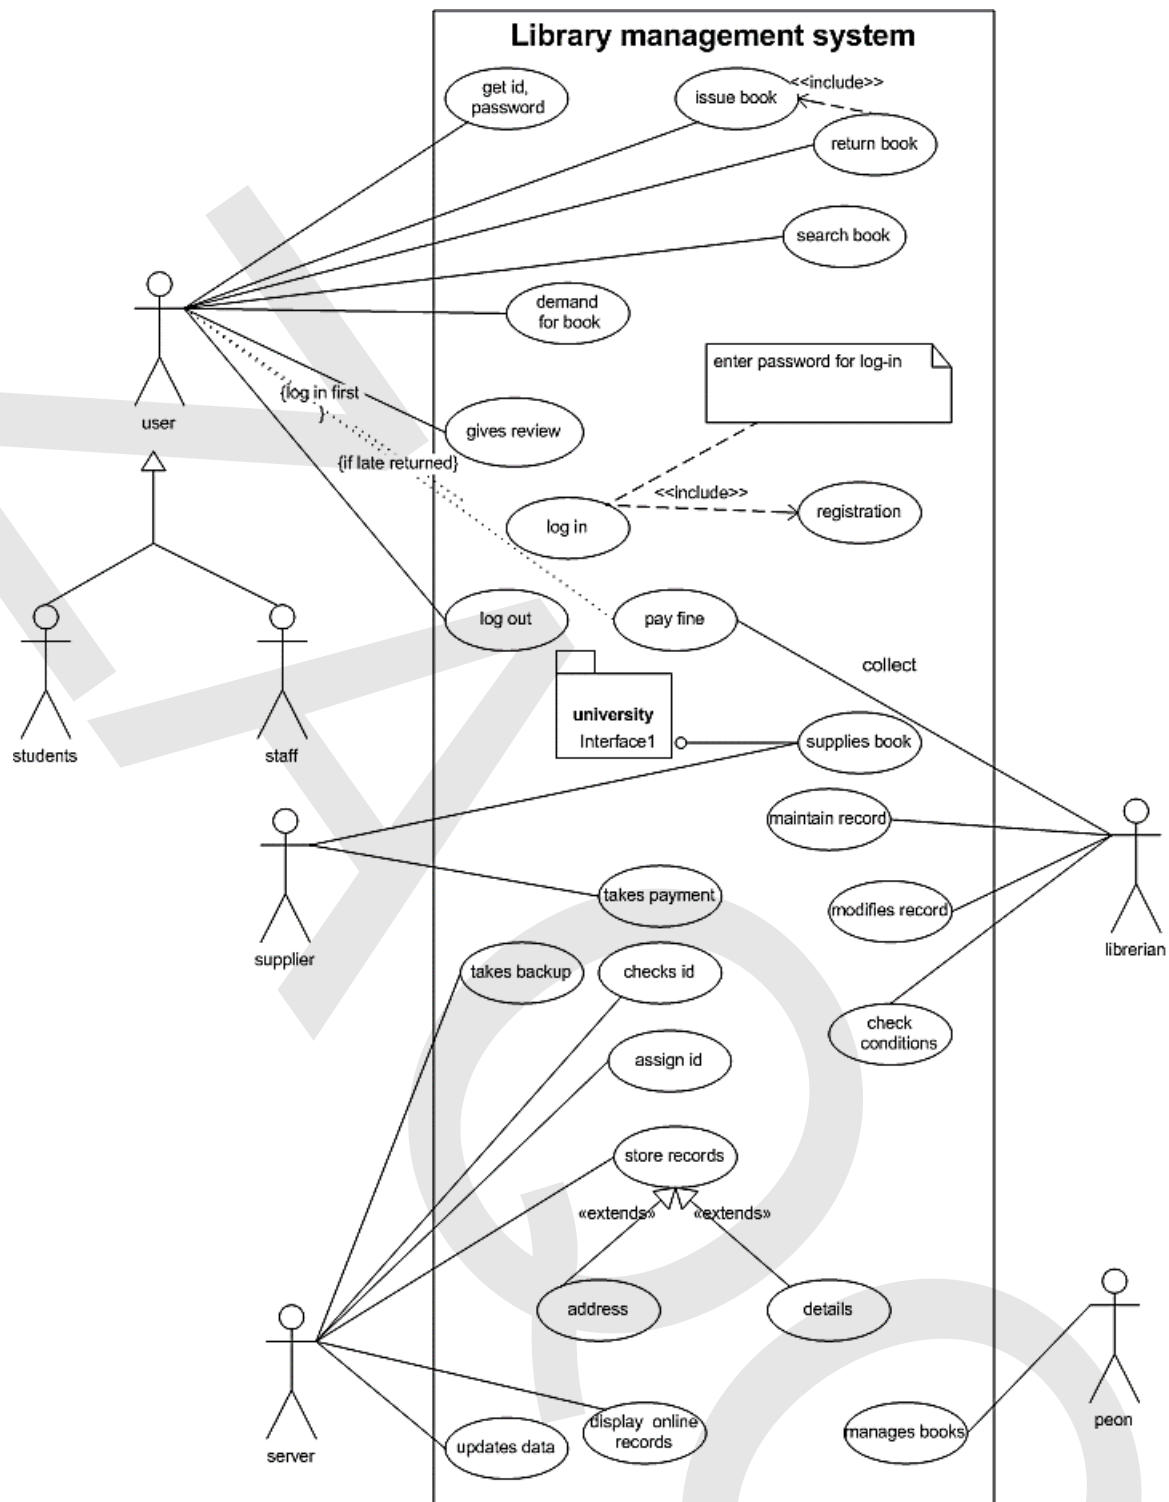 Library management system
get id,
password
issue book
<<include>>
return book
search book
demand
for book
enter password for log-in
user
{log in first
}
gives review
{if late returned}
<<include>>
log in
registration
log out
pay fine
collect
university
Interface1
supplies book
students
staff
maintain record
takes payment
modifies record
supplier
librerian
takes backup
checks id
check
conditions
assign id
store records
«extends»
«extends»
address
details
display online
records
updates data
manages books
server
peon